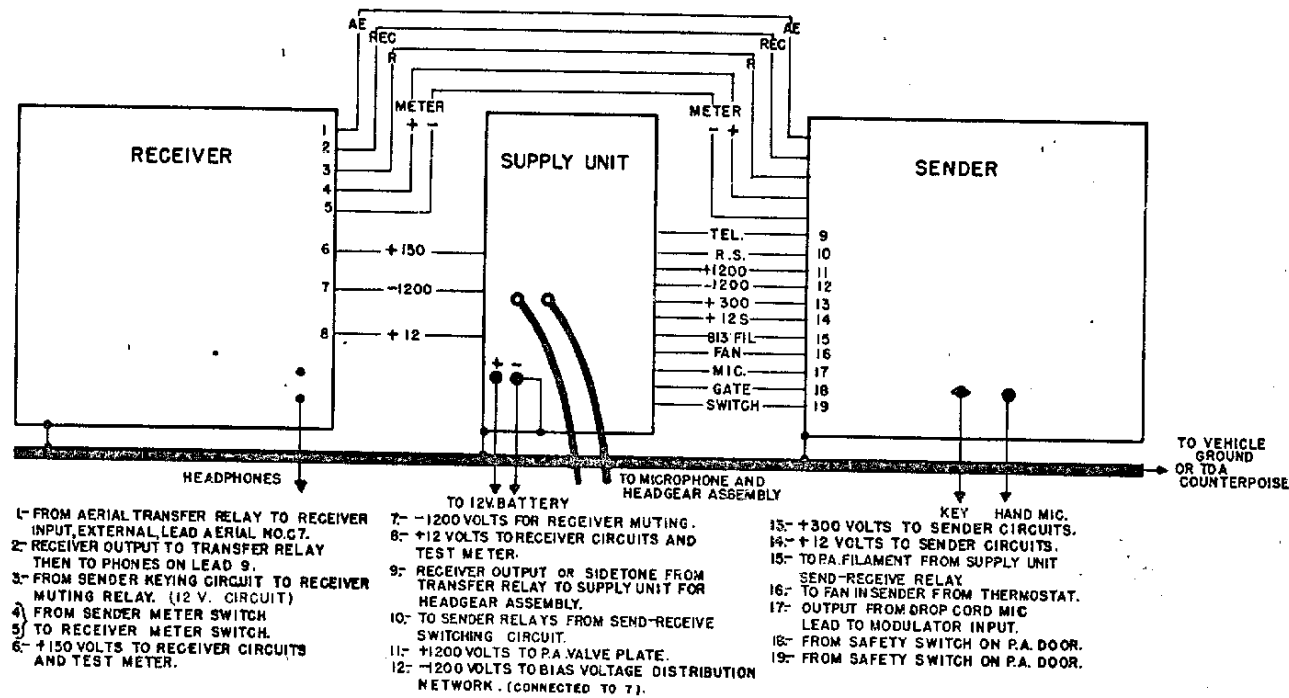 AE
REC
R
METER
+ -
AE
REC
R
METER
- +
RECEIVER
1
2
3
4
5
6
7
8
+150
-1200
+12
SUPPLY UNIT
+ -
SENDER
TEL. 9
R.S. 10
+1200 11
-1200 12
+300 13
+12S 14
813 FIL 15
FAN 16
MIC. 17
GATE 18
SWITCH 19
HEADPHONES
TO 12V. BATTERY
TO MICROPHONE AND
HEADGEAR ASSEMBLY
KEY
HAND MIC.
TO VEHICLE
GROUND
OR TO A
COUNTERPOISE
1,- FROM AERIAL TRANSFER RELAY TO RECEIVER
INPUT, EXTERNAL, LEAD AERIAL NO. C7.
2,- RECEIVER OUTPUT TO TRANSFER RELAY
THEN TO PHONES ON LEAD 9.
3,- FROM SENDER KEYING CIRCUIT TO RECEIVER
MUTING RELAY. (12 V. CIRCUIT)
4} FROM SENDER METER SWITCH
5} TO RECEIVER METER SWITCH.
6,- +150 VOLTS TO RECEIVER CIRCUITS
AND TEST METER.
7,- -1200 VOLTS FOR RECEIVER MUTING.
8,- +12 VOLTS TO RECEIVER CIRCUITS AND
TEST METER.
9,- RECEIVER OUTPUT OR SIDETONE FROM
TRANSFER RELAY TO SUPPLY UNIT FOR
HEADGEAR ASSEMBLY.
10,- TO SENDER RELAYS FROM SEND-RECEIVE
SWITCHING CIRCUIT.
11,- +1200 VOLTS TO P.A. VALVE PLATE.
12,- -1200 VOLTS TO BIAS VOLTAGE DISTRIBUTION
NETWORK. (CONNECTED TO 7).
13,- +300 VOLTS TO SENDER CIRCUITS.
14,- +12 VOLTS TO SENDER CIRCUITS.
15,- TO P.A. FILAMENT FROM SUPPLY UNIT
SEND-RECEIVE RELAY
16,- TO FAN IN SENDER FROM THERMOSTAT.
17,- OUTPUT FROM DROP CORD MIC
LEAD TO MODULATOR INPUT.
18,- FROM SAFETY SWITCH ON P.A. DOOR.
19,- FROM SAFETY SWITCH ON P.A. DOOR.